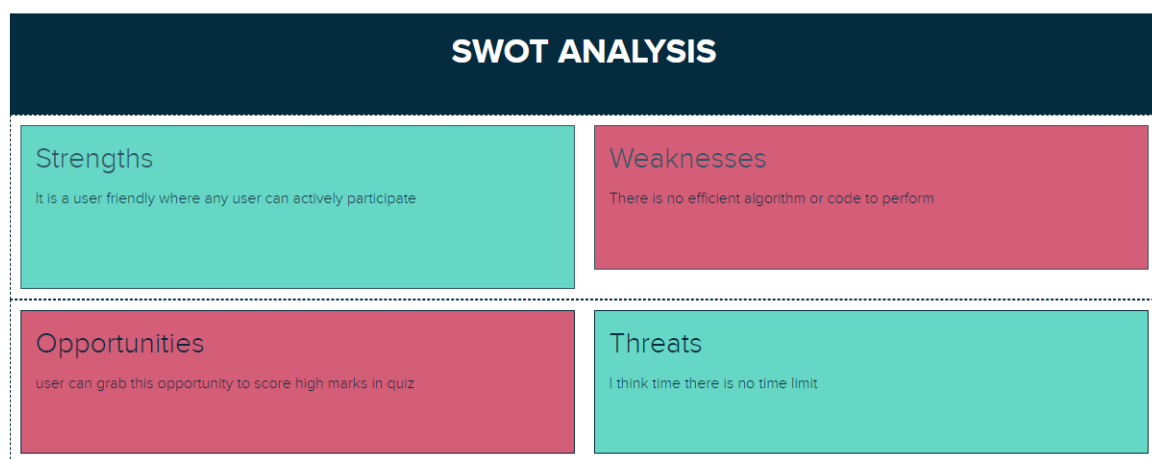 SWOT ANALYSIS
Strengths
It is a user friendly where any user can actively participate
Weaknesses
There is no efficient algorithm or code to perform
Opportunities
user can grab this opportunity to score high marks in quiz
Threats
I think time there is no time limit